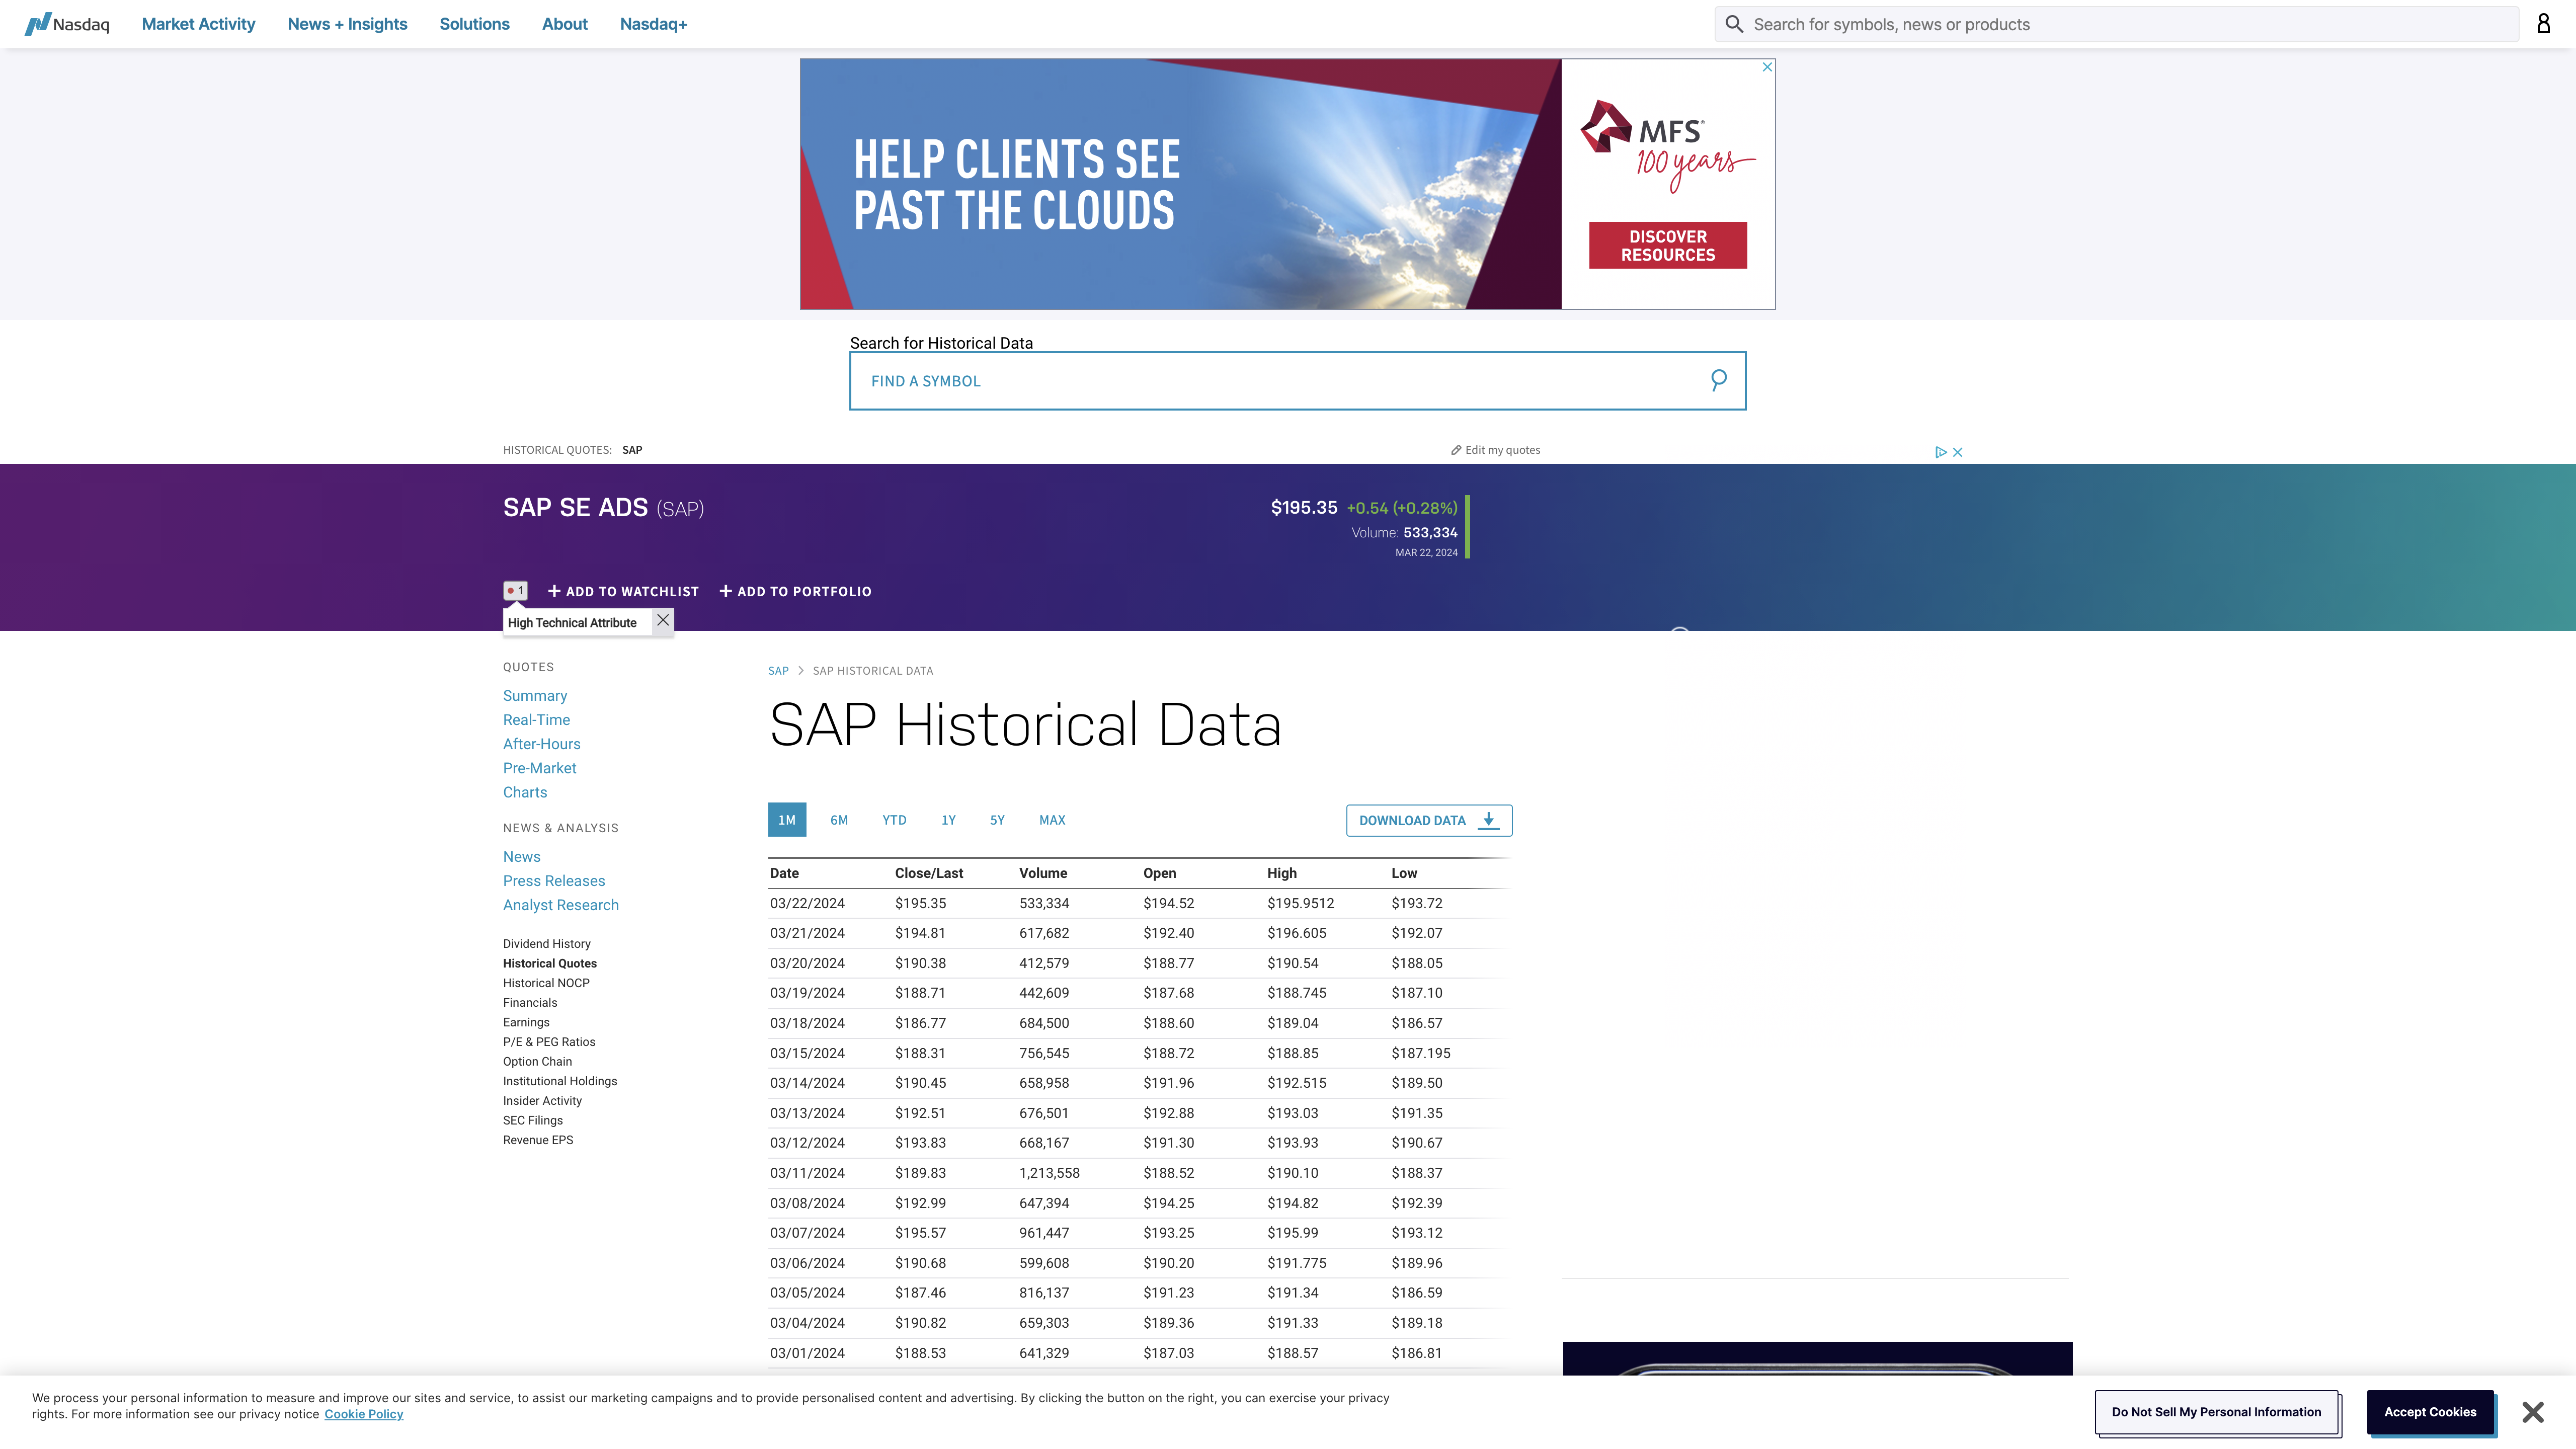 Nasdaq Market Activity News + Insights Solutions About Nasdaq+ Search for symbols, news or products
HELP CLIENTS SEE
PAST THE CLOUDS
MFS®
100 years
DISCOVER
RESOURCES
Search for Historical Data
FIND A SYMBOL
HISTORICAL QUOTES: SAP Edit my quotes
SAP SE ADS (SAP)
$195.35 +0.54 (+0.28%)
Volume: 533,334
MAR 22, 2024
1 ADD TO WATCHLIST ADD TO PORTFOLIO
High Technical Attribute
QUOTES
Summary
Real-Time
After-Hours
Pre-Market
Charts
NEWS & ANALYSIS
News
Press Releases
Analyst Research
Dividend History
Historical Quotes
Historical NOCP
Financials
Earnings
P/E & PEG Ratios
Option Chain
Institutional Holdings
Insider Activity
SEC Filings
Revenue EPS
SAP > SAP HISTORICAL DATA
SAP Historical Data
1M 6M YTD 1Y 5Y MAX DOWNLOAD DATA
Date Close/Last Volume Open High Low
03/22/2024 $195.35 533,334 $194.52 $195.9512 $193.72
03/21/2024 $194.81 617,682 $192.40 $196.605 $192.07
03/20/2024 $190.38 412,579 $188.77 $190.54 $188.05
03/19/2024 $188.71 442,609 $187.68 $188.745 $187.10
03/18/2024 $186.77 684,500 $188.60 $189.04 $186.57
03/15/2024 $188.31 756,545 $188.72 $188.85 $187.195
03/14/2024 $190.45 658,958 $191.96 $192.515 $189.50
03/13/2024 $192.51 676,501 $192.88 $193.03 $191.35
03/12/2024 $193.83 668,167 $191.30 $193.93 $190.67
03/11/2024 $189.83 1,213,558 $188.52 $190.10 $188.37
03/08/2024 $192.99 647,394 $194.25 $194.82 $192.39
03/07/2024 $195.57 961,447 $193.25 $195.99 $193.12
03/06/2024 $190.68 599,608 $190.20 $191.775 $189.96
03/05/2024 $187.46 816,137 $191.23 $191.34 $186.59
03/04/2024 $190.82 659,303 $189.36 $191.33 $189.18
03/01/2024 $188.53 641,329 $187.03 $188.57 $186.81
We process your personal information to measure and improve our sites and service, to assist our marketing campaigns and to provide personalised content and advertising. By clicking the button on the right, you can exercise your privacy
rights. For more information see our privacy notice Cookie Policy
Do Not Sell My Personal Information
Accept Cookies